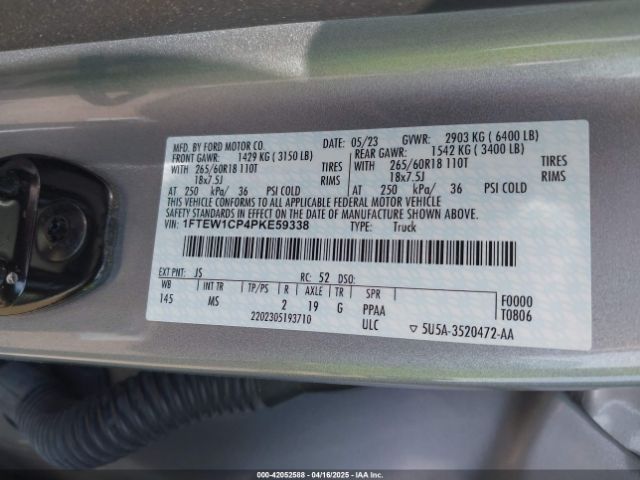 MFD. BY FORD MOTOR CO. DATE: 05/23 GVWR: 2903 KG ( 6400 LB)
FRONT GAWR: 1429 KG ( 3150 LB) REAR GAWR: 1542 KG ( 3400 LB)
WITH 265/60R18 110T TIRES WITH 265/60R18 110T TIRES
18x7.5J RIMS 18x7.5J RIMS
AT 250 kPa/ 36 PSI COLD AT 250 kPa/ 36 PSI COLD
THIS VEHICLE CONFORMS TO ALL APPLICABLE FEDERAL MOTOR VEHICLE
SAFETY AND THEFT PREVENTION STANDARDS IN EFFECT ON THE DATE OF MANUFACTURE SHOWN ABOVE.
VIN: 1FTEW1CP4PKE59338 TYPE: Truck
EXT PNT: JS RC: 52 DSO:
WB INT TR TP/PS R AXLE TR SPR F0000
145 MS 2 19 G PPAA T0806
2202305193710 ULC ▽ 5U5A-3520472-AA
000-42052588 - 04/16/2025 - IAAI.COM